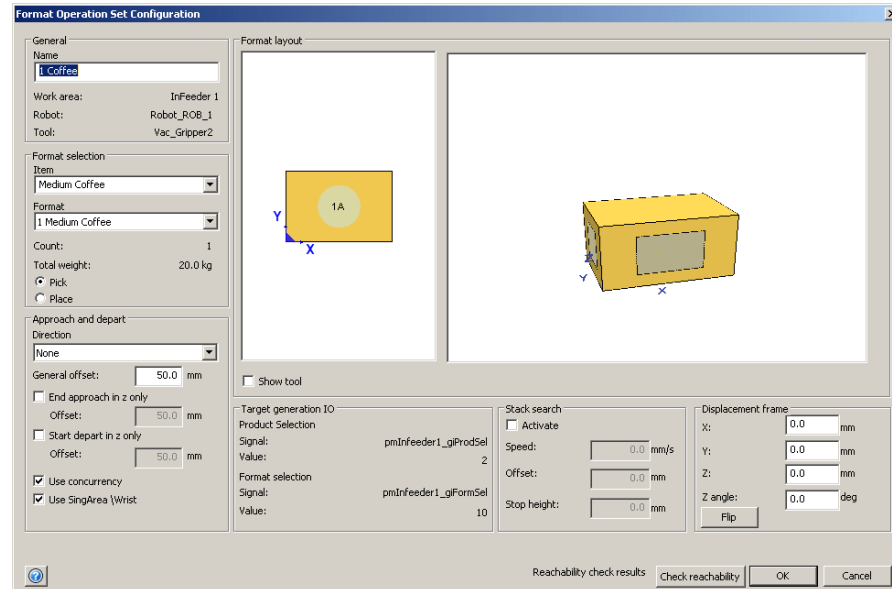 Format Operation Set Configuration
General
Name
1 Coffee
Work area: InFeeder 1
Robot: Robot_ROB_1
Tool: Vac_Gripper2
Format selection
Item
Medium Coffee
Format
1 Medium Coffee
Count: 1
Total weight: 20.0 kg
Pick
Place
Approach and depart
Direction
None
General offset: 50.0 mm
End approach in z only
Offset: 50.0 mm
Start depart in z only
Offset: 50.0 mm
Use concurrency
Use SingArea \Wrist
Format layout
1A
Y
X
Z
Y
X
Show tool
Target generation IO
Product Selection
Signal: pmInfeeder1_giProdSel
Value: 2
Format selection
Signal: pmInfeeder1_giFormSel
Value: 10
Stack search
Activate
Speed: 0.0 mm/s
Offset: 0.0 mm
Stop height: 0.0 mm
Displacement frame
X: 0.0 mm
Y: 0.0 mm
Z: 0.0 mm
Z angle: 0.0 deg
Flip
Reachability check results Check reachability OK Cancel